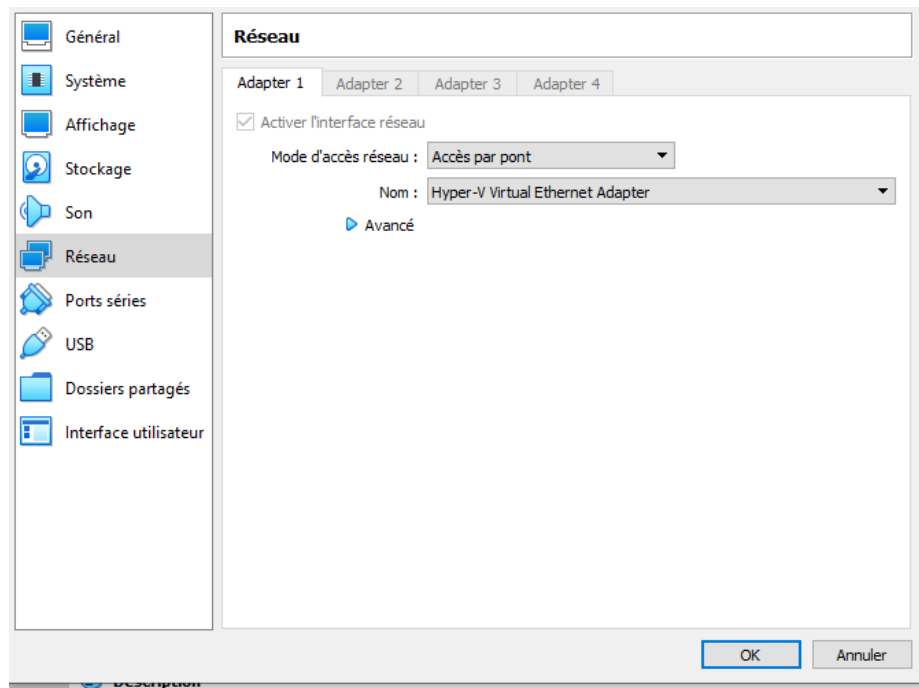 Général
Système
Affichage
Stockage
Son
Réseau
Ports séries
USB
Dossiers partagés
Interface utilisateur
Réseau
Adapter 1 Adapter 2 Adapter 3 Adapter 4
Activer l'interface réseau
Mode d'accès réseau : Accès par pont
Nom : Hyper-V Virtual Ethernet Adapter
Avancé
OK Annuler
Description